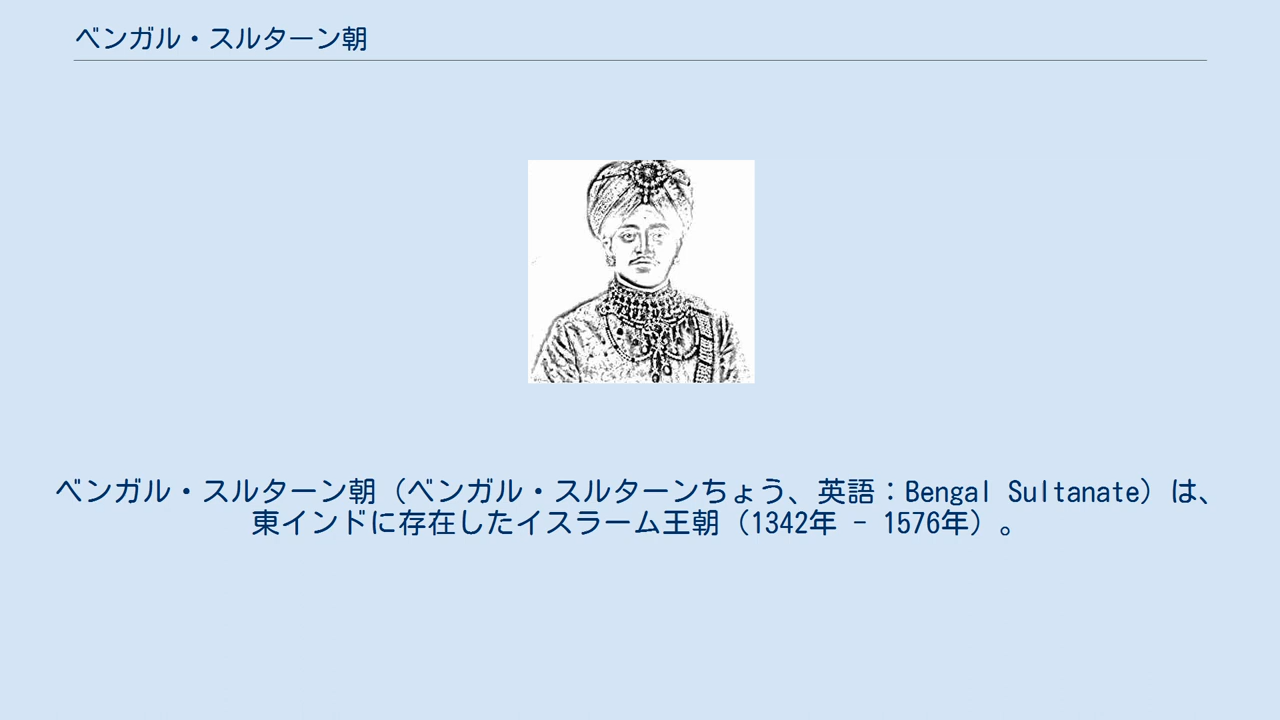 ベンガル・スルターン朝
ベンガル・スルターン朝（ベンガル・スルターンちょう、英語：Bengal Sultanate）は、
東インドに存在したイスラーム王朝（1342年 - 1576年）。